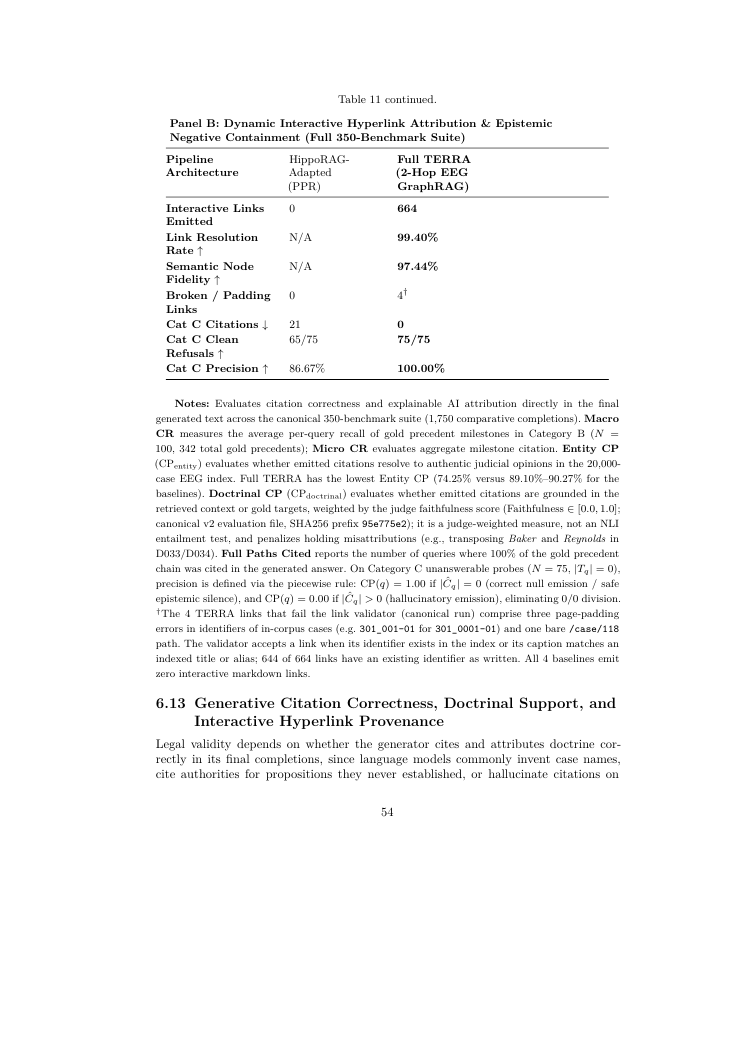 Table 11 continued.
Panel B: Dynamic Interactive Hyperlink Attribution & Epistemic
Negative Containment (Full 350-Benchmark Suite)
Pipeline Architecture HippoRAG-Adapted (PPR) Full TERRA (2-Hop EEG GraphRAG)
Interactive Links Emitted 0 664
Link Resolution Rate ↑ N/A 99.40%
Semantic Node Fidelity ↑ N/A 97.44%
Broken / Padding Links 0 4†
Cat C Citations ↓ 21 0
Cat C Clean Refusals ↑ 65/75 75/75
Cat C Precision ↑ 86.67% 100.00%
Notes: Evaluates citation correctness and explainable AI attribution directly in the final
generated text across the canonical 350-benchmark suite (1,750 comparative completions). Macro
CR measures the average per-query recall of gold precedent milestones in Category B (N =
100, 342 total gold precedents); Micro CR evaluates aggregate milestone citation. Entity CP
(CPentity) evaluates whether emitted citations resolve to authentic judicial opinions in the 20,000-
case EEG index. Full TERRA has the lowest Entity CP (74.25% versus 89.10%–90.27% for the
baselines). Doctrinal CP (CPdoctrinal) evaluates whether emitted citations are grounded in the
retrieved context or gold targets, weighted by the judge faithfulness score (Faithfulness ∈ [0.0, 1.0];
canonical v2 evaluation file, SHA256 prefix 95e775e2); it is a judge-weighted measure, not an NLI
entailment test, and penalizes holding misattributions (e.g., transposing Baker and Reynolds in
D033/D034). Full Paths Cited reports the number of queries where 100% of the gold precedent
chain was cited in the generated answer. On Category C unanswerable probes (N = 75, |Tq| = 0),
precision is defined via the piecewise rule: CP(q) = 1.00 if |Ĉq| = 0 (correct null emission / safe
epistemic silence), and CP(q) = 0.00 if |Ĉq| > 0 (hallucinatory emission), eliminating 0/0 division.
†The 4 TERRA links that fail the link validator (canonical run) comprise three page-padding
errors in identifiers of in-corpus cases (e.g. 301_001-01 for 301_0001-01) and one bare /case/118
path. The validator accepts a link when its identifier exists in the index or its caption matches an
indexed title or alias; 644 of 664 links have an existing identifier as written. All 4 baselines emit
zero interactive markdown links.
6.13 Generative Citation Correctness, Doctrinal Support, and
Interactive Hyperlink Provenance
Legal validity depends on whether the generator cites and attributes doctrine cor-
rectly in its final completions, since language models commonly invent case names,
cite authorities for propositions they never established, or hallucinate citations on
54